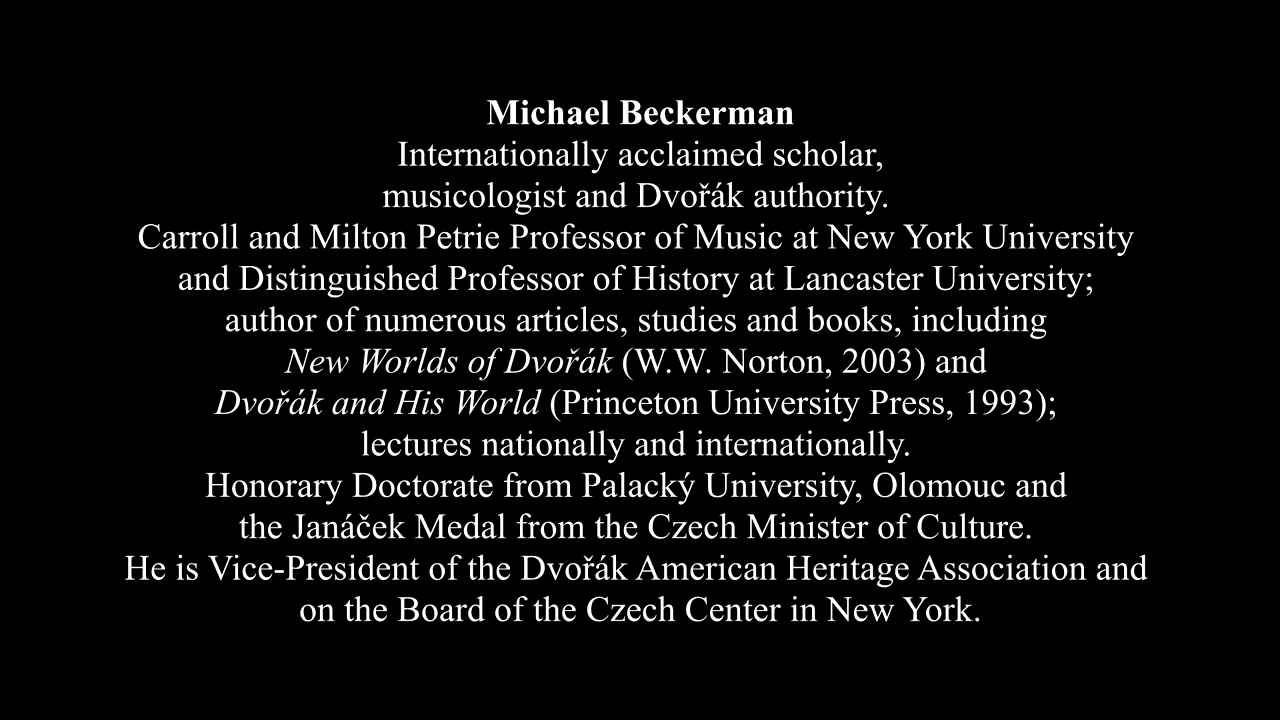 Michael Beckerman
Internationally acclaimed scholar,
musicologist and Dvořák authority.
Carroll and Milton Petrie Professor of Music at New York University
and Distinguished Professor of History at Lancaster University;
author of numerous articles, studies and books, including
New Worlds of Dvořák (W.W. Norton, 2003) and
Dvořák and His World (Princeton University Press, 1993);
lectures nationally and internationally.
Honorary Doctorate from Palacký University, Olomouc and
the Janáček Medal from the Czech Minister of Culture.
He is Vice-President of the Dvořák American Heritage Association and
on the Board of the Czech Center in New York.